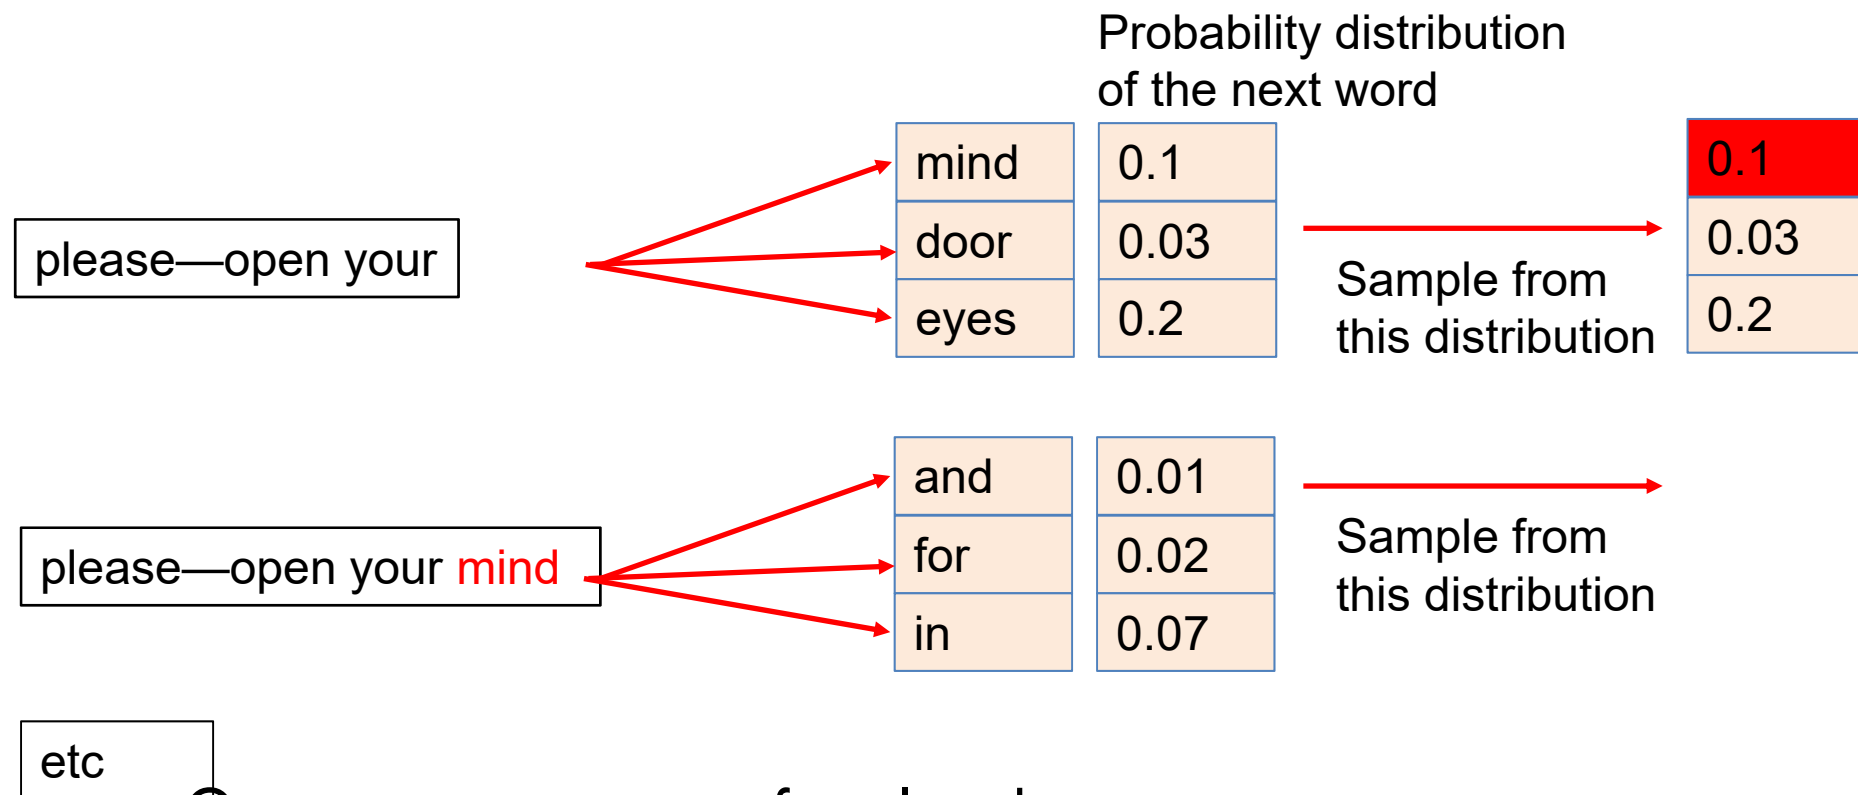 Probability distribution
of the next word
please—open your
mind 0.1
door 0.03
eyes 0.2
Sample from
this distribution
0.1
0.03
0.2
please—open your mind
and 0.01
for 0.02
in 0.07
Sample from
this distribution
etc